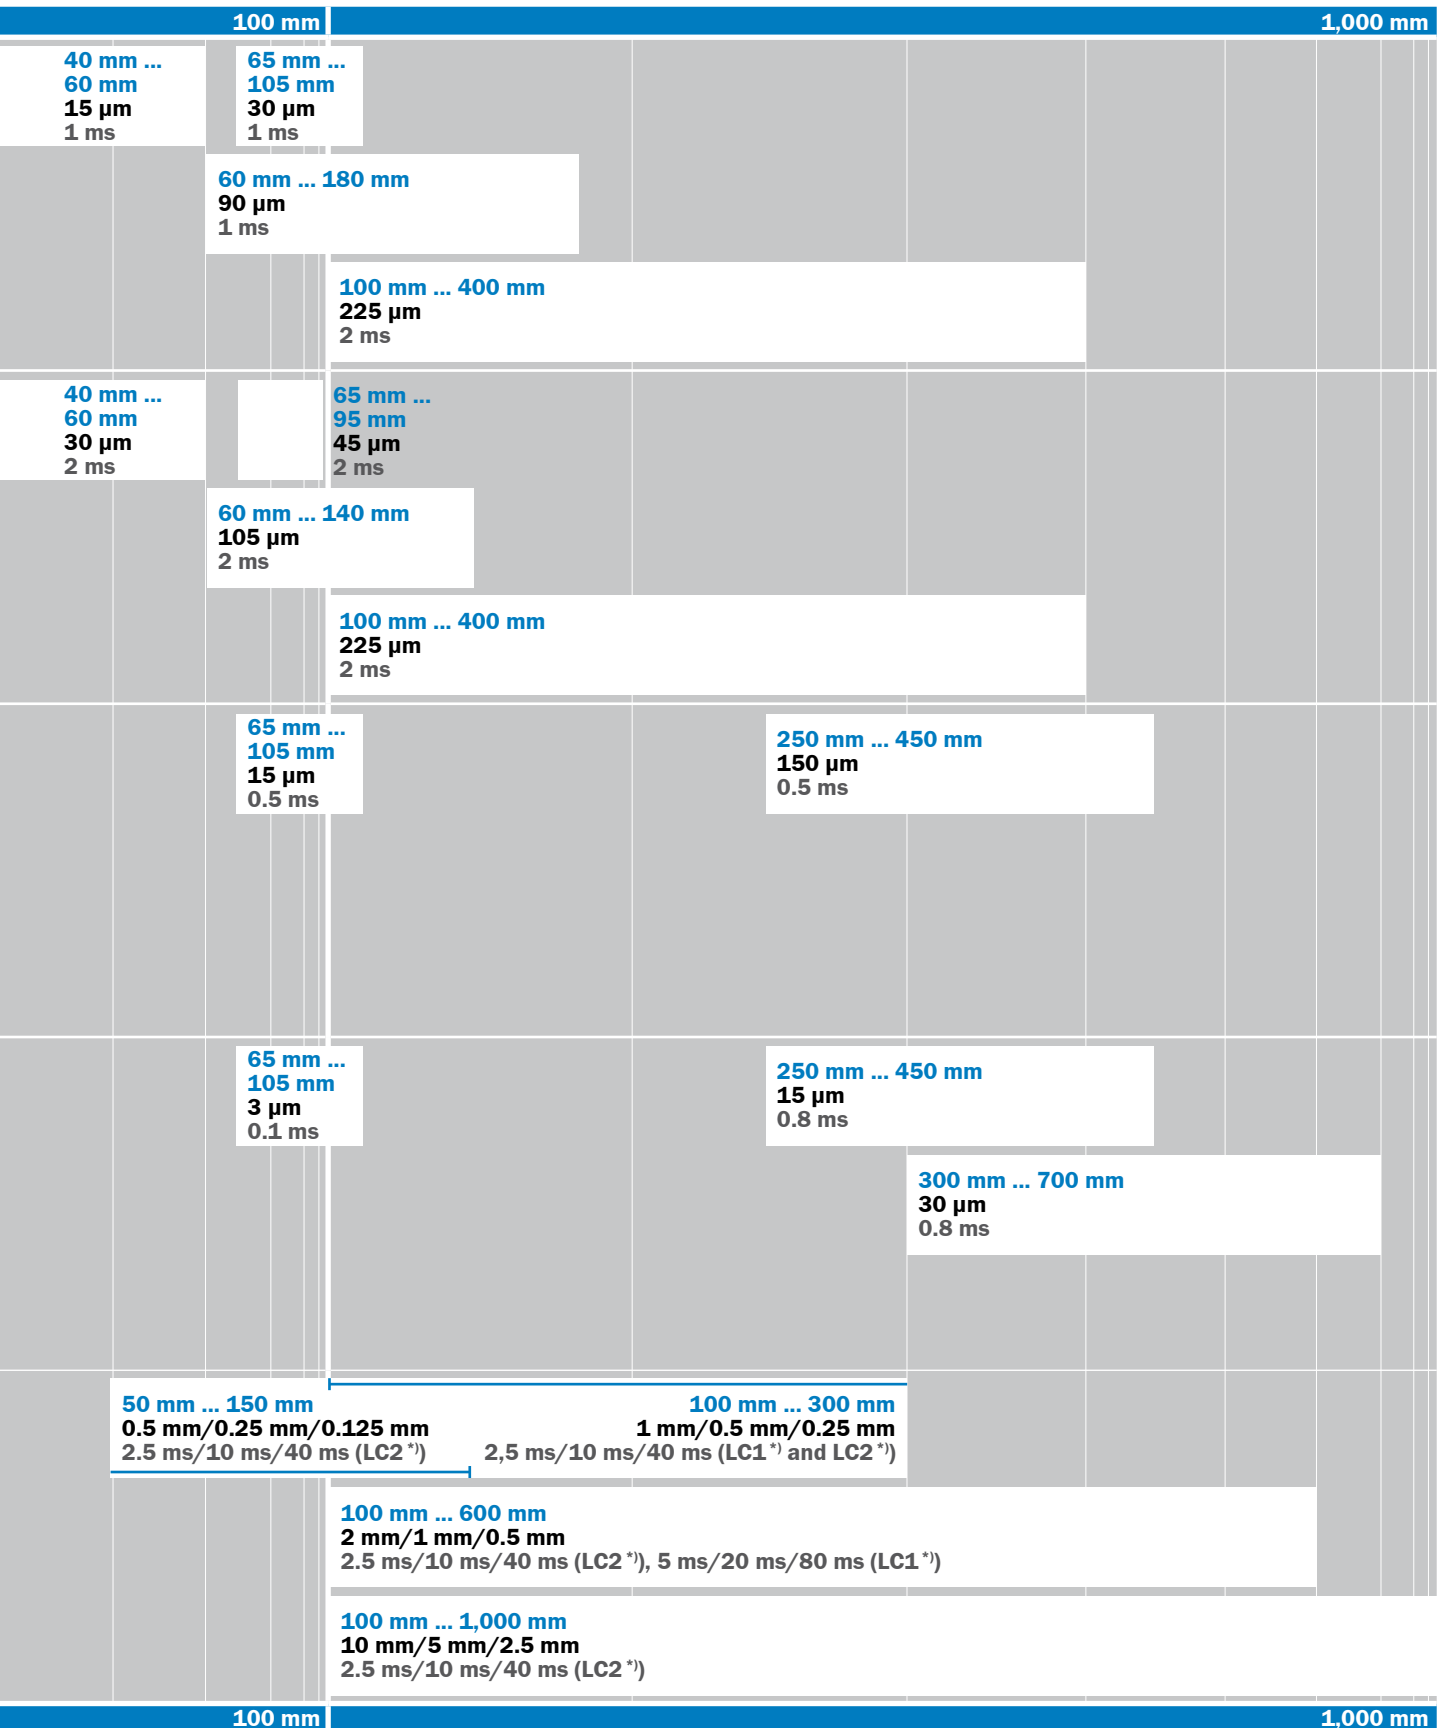 100 mm
1,000 mm
40 mm ...
60 mm
15 µm
1 ms
65 mm ...
105 mm
30 µm
1 ms
60 mm ... 180 mm
90 µm
1 ms
100 mm ... 400 mm
225 µm
2 ms
40 mm ...
60 mm
30 µm
2 ms
65 mm ...
95 mm
45 µm
2 ms
60 mm ... 140 mm
105 µm
2 ms
100 mm ... 400 mm
225 µm
2 ms
65 mm ...
105 mm
15 µm
0.5 ms
250 mm ... 450 mm
150 µm
0.5 ms
65 mm ...
105 mm
3 µm
0.1 ms
250 mm ... 450 mm
15 µm
0.8 ms
300 mm ... 700 mm
30 µm
0.8 ms
50 mm ... 150 mm
0.5 mm/0.25 mm/0.125 mm
2.5 ms/10 ms/40 ms (LC2 *))
100 mm ... 300 mm
1 mm/0.5 mm/0.25 mm
2,5 ms/10 ms/40 ms (LC1 *) and LC2 *))
100 mm ... 600 mm
2 mm/1 mm/0.5 mm
2.5 ms/10 ms/40 ms (LC2 *)), 5 ms/20 ms/80 ms (LC1 *))
100 mm ... 1,000 mm
10 mm/5 mm/2.5 mm
2.5 ms/10 ms/40 ms (LC2 *))
100 mm
1,000 mm